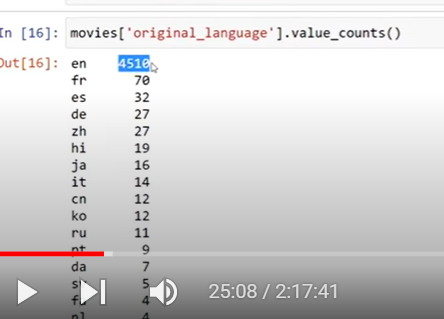 In [16]: movies['original_language'].value_counts()
Out[16]: en 4510
fr 70
es 32
de 27
zh 27
hi 19
ja 16
it 14
cn 12
ko 12
ru 11
pt 9
da 7
5
4
25:08 / 2:17:41
nl 4